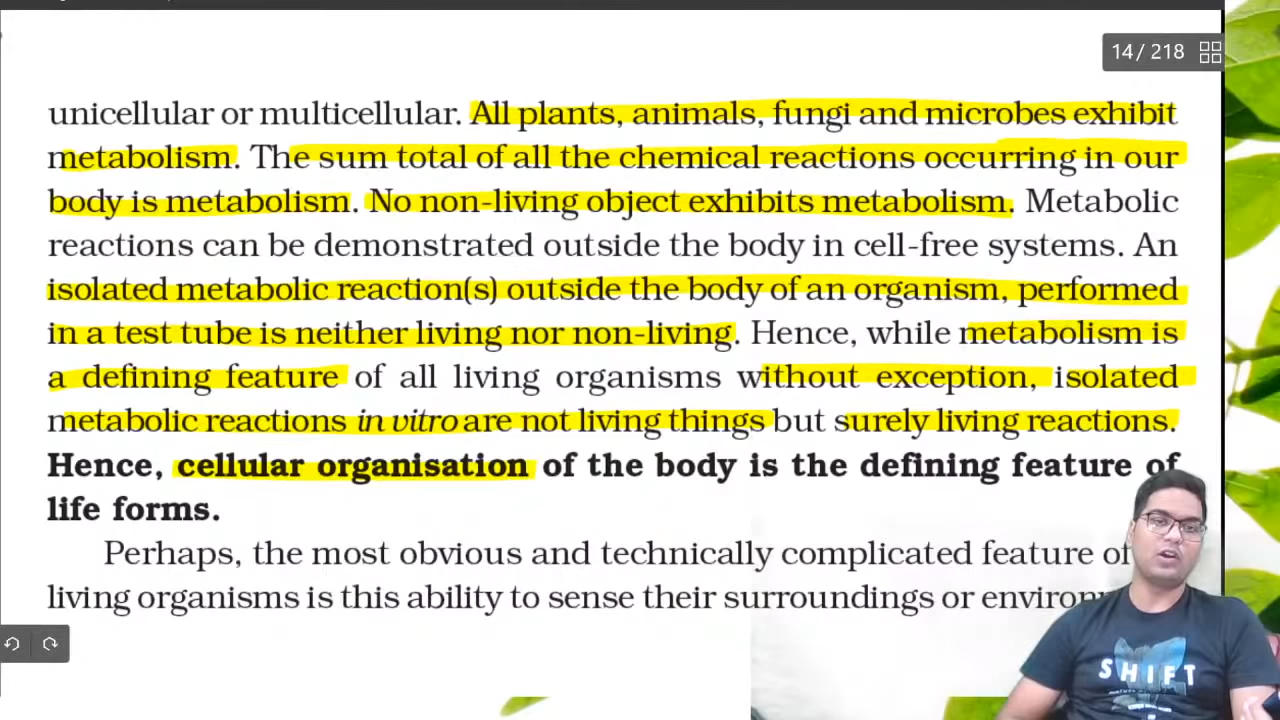 14 / 218
unicellular or multicellular. All plants, animals, fungi and microbes exhibit
metabolism. The sum total of all the chemical reactions occurring in our
body is metabolism. No non-living object exhibits metabolism. Metabolic
reactions can be demonstrated outside the body in cell-free systems. An
isolated metabolic reaction(s) outside the body of an organism, performed
in a test tube is neither living nor non-living. Hence, while metabolism is
a defining feature of all living organisms without exception, isolated
metabolic reactions in vitro are not living things but surely living reactions.
Hence, cellular organisation of the body is the defining feature of
life forms.
Perhaps, the most obvious and technically complicated feature of
living organisms is this ability to sense their surroundings or
SHIFT